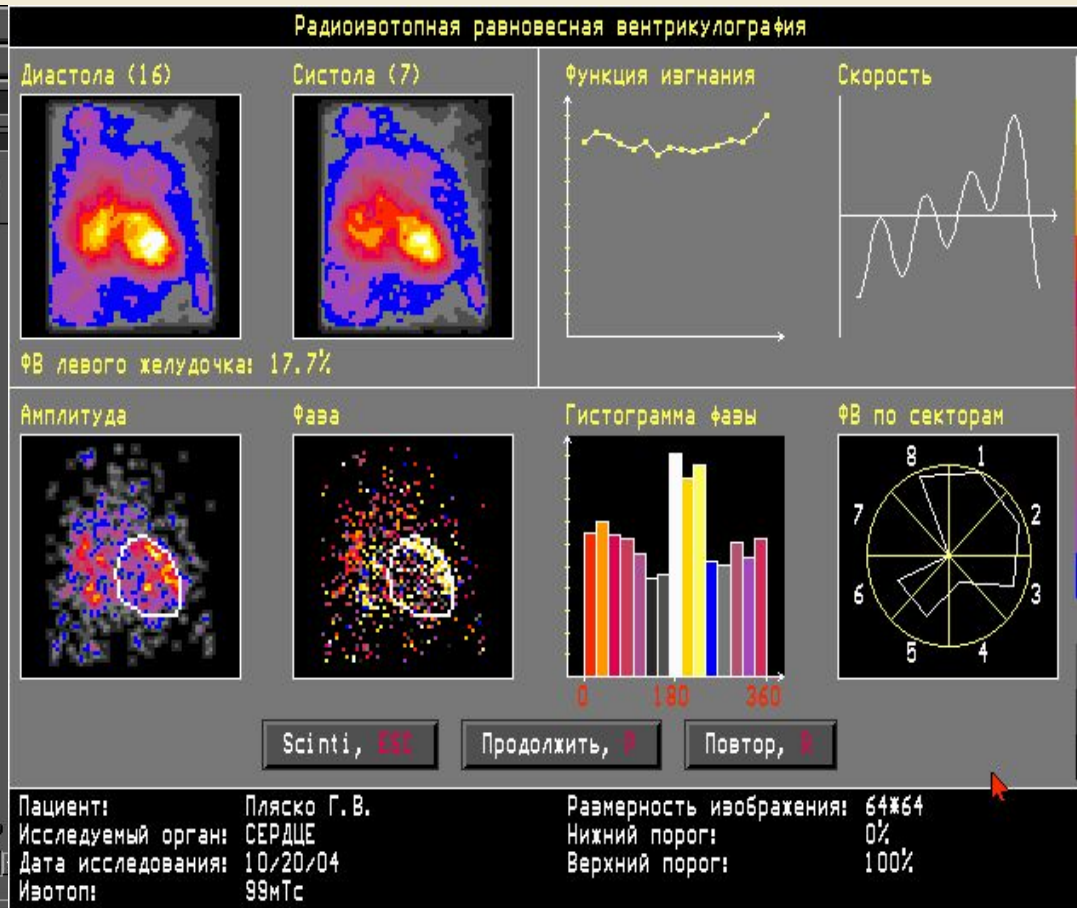 Радиоизотопная равновесная вентрикулография
Диастола (16)
Систола (7)
Функция изгнания
Скорость
ФВ левого желудочка: 17.7%
Амплитуда
Фаза
Гистограмма фазы
ФВ по секторам
8
1
7
2
6
3
5
4
0
180
360
Scinti, ESC
Продолжить, P
Повтор, R
Пациент: Пляско Г.В.
Размерность изображения: 64*64
Исследуемый орган: СЕРДЦЕ
Нижний порог: 0%
Дата исследования: 10/20/04
Верхний порог: 100%
Изотоп: 99мТс